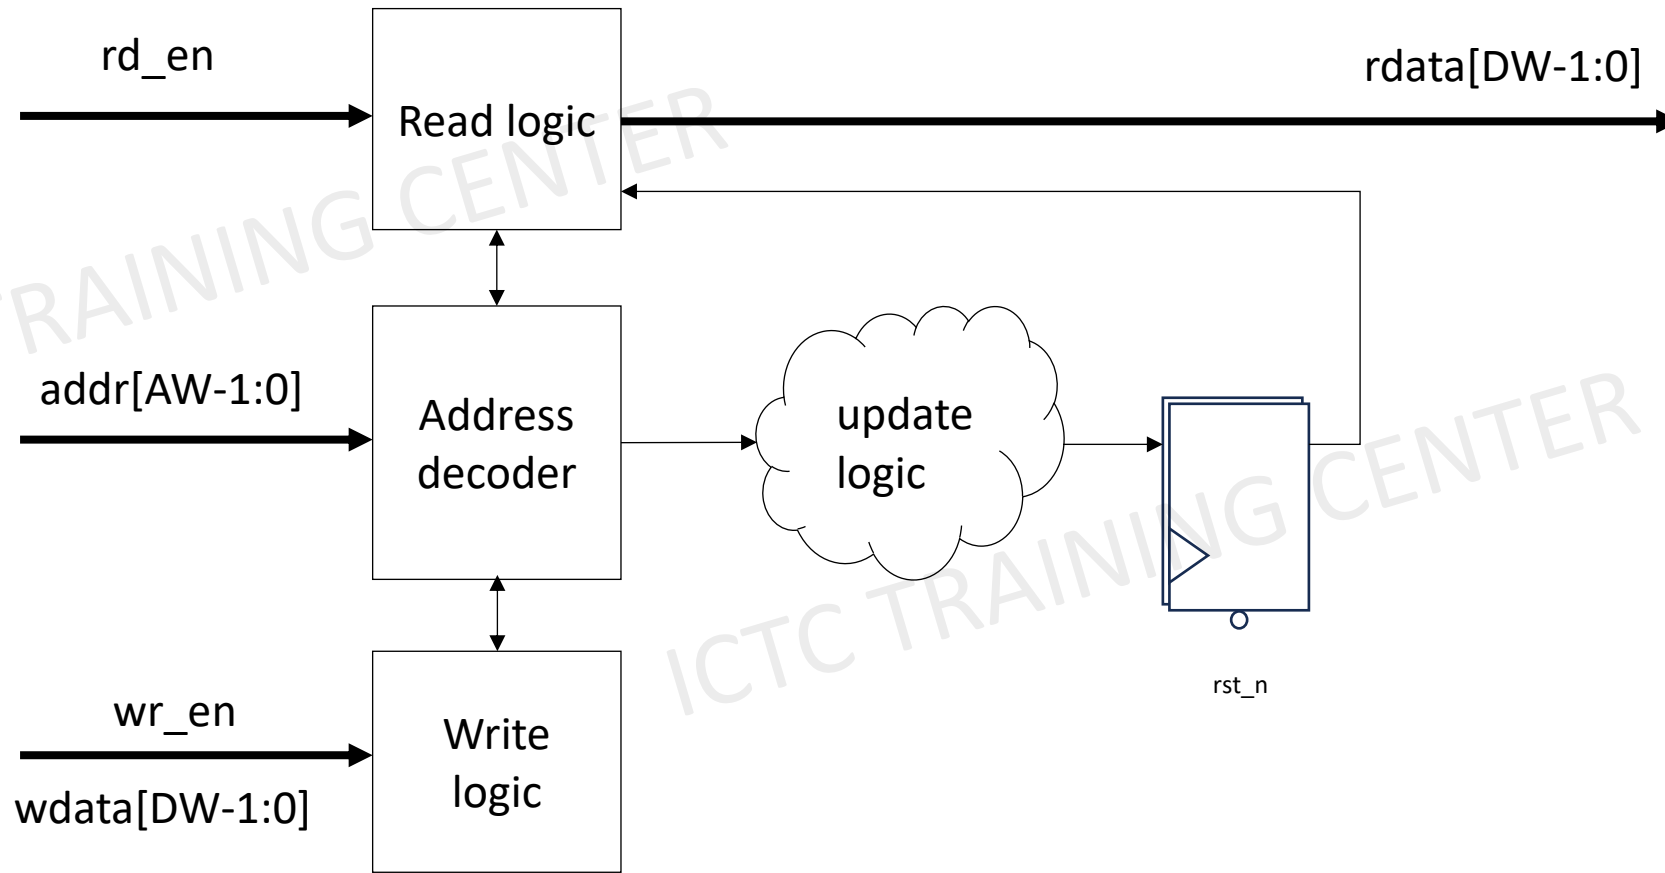 rd_en
rdata[DW-1:0]
Read logic
TRAINING CENTER
addr[AW-1:0]
Address
decoder
update
logic
ICTC TRAINING CENTER
rst_n
wr_en
wdata[DW-1:0]
Write
logic